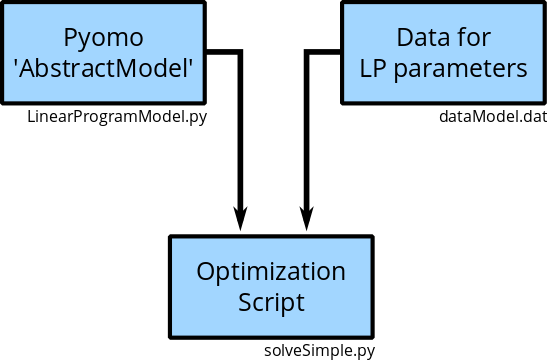 Pyomo
'AbstractModel'
LinearProgramModel.py
Data for
LP parameters
dataModel.dat
Optimization
Script
solveSimple.py